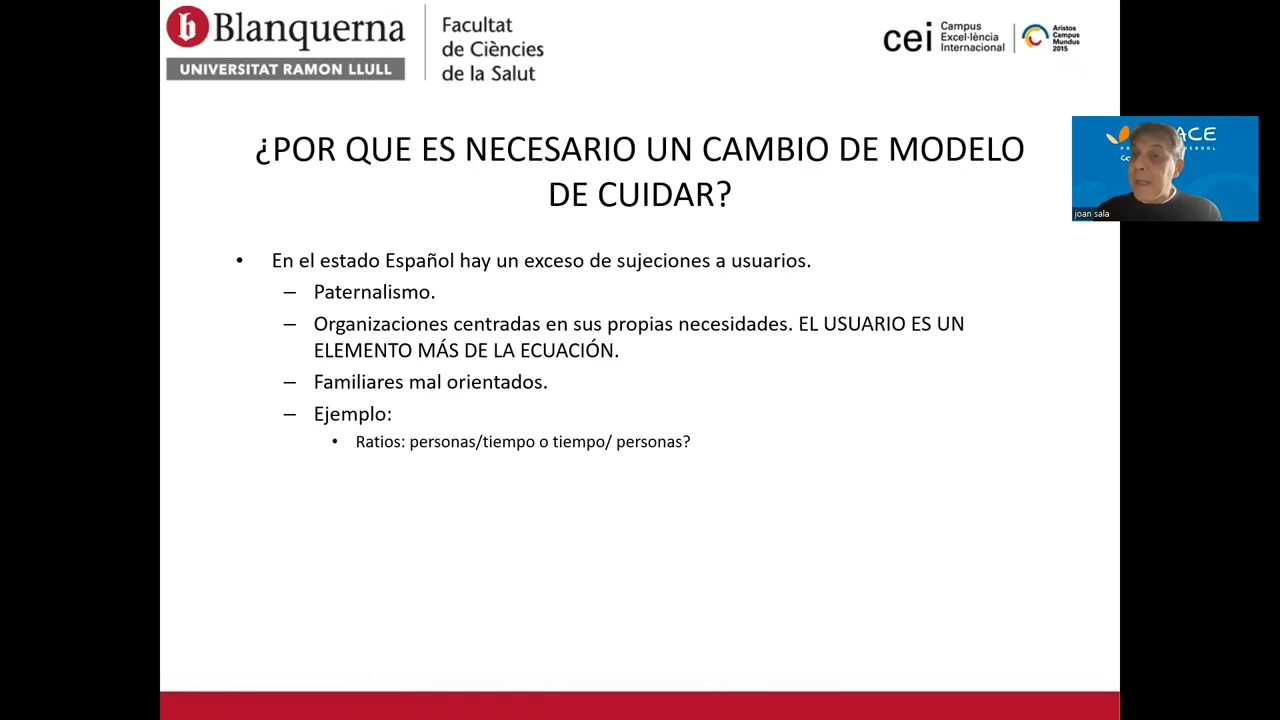 b Blanquerna
UNIVERSITAT RAMON LLULL
Facultat
de Ciències
de la Salut
cei
Campus
Excel·lència
Internacional
Aristos
Campus
Mundus
2015
¿POR QUE ES NECESARIO UN CAMBIO DE MODELO
DE CUIDAR?
ACE
joan sala
• En el estado Español hay un exceso de sujeciones a usuarios.
– Paternalismo.
– Organizaciones centradas en sus propias necesidades. EL USUARIO ES UN
ELEMENTO MÁS DE LA ECUACIÓN.
– Familiares mal orientados.
– Ejemplo:
• Ratios: personas/tiempo o tiempo/ personas?